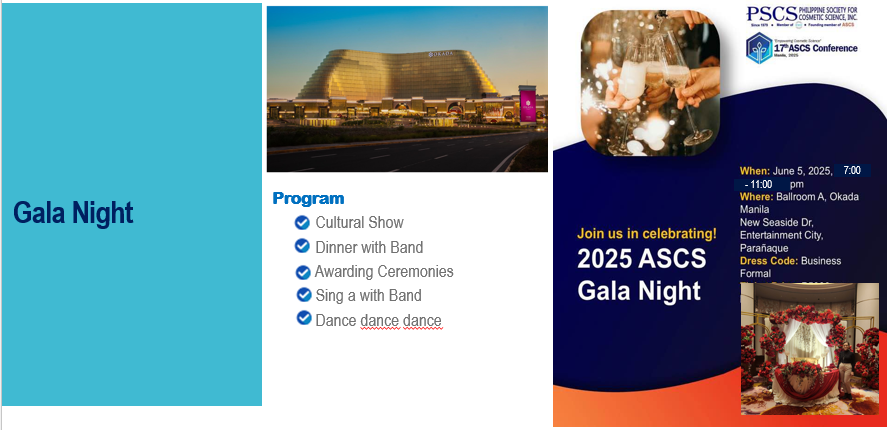 Gala Night
OKADA
Program
Cultural Show
Dinner with Band
Awarding Ceremonies
Sing a with Band
Dance dance dance
PSCS PHILIPPINE SOCIETY FOR
COSMETIC SCIENCE, INC.
Since 1978 • Member of • Founding member of ASCS
"Empowering Cosmetic Science"
17th ASCS Conference
Manila, 2025
When: June 5, 2025, 7:00
- 11:00 pm
Where: Ballroom A, Okada
Manila
New Seaside Dr,
Entertainment City,
Parañaque
Dress Code: Business
Formal
Join us in celebrating!
2025 ASCS
Gala Night